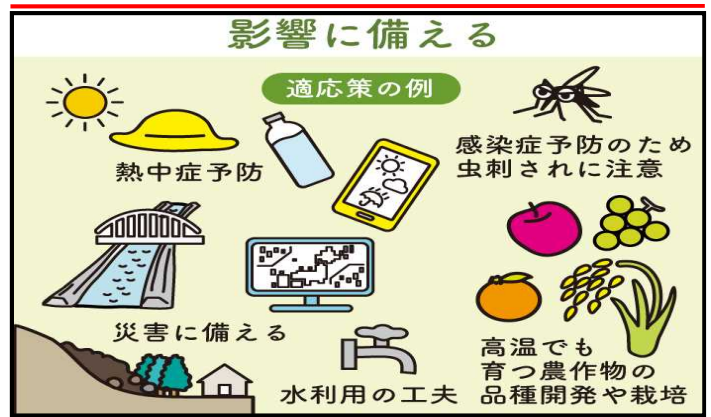 影響に備える
適応策の例
熱中症予防
感染症予防のため
虫刺されに注意
災害に備える
水利用の工夫
高温でも
育つ農作物の
品種開発や栽培